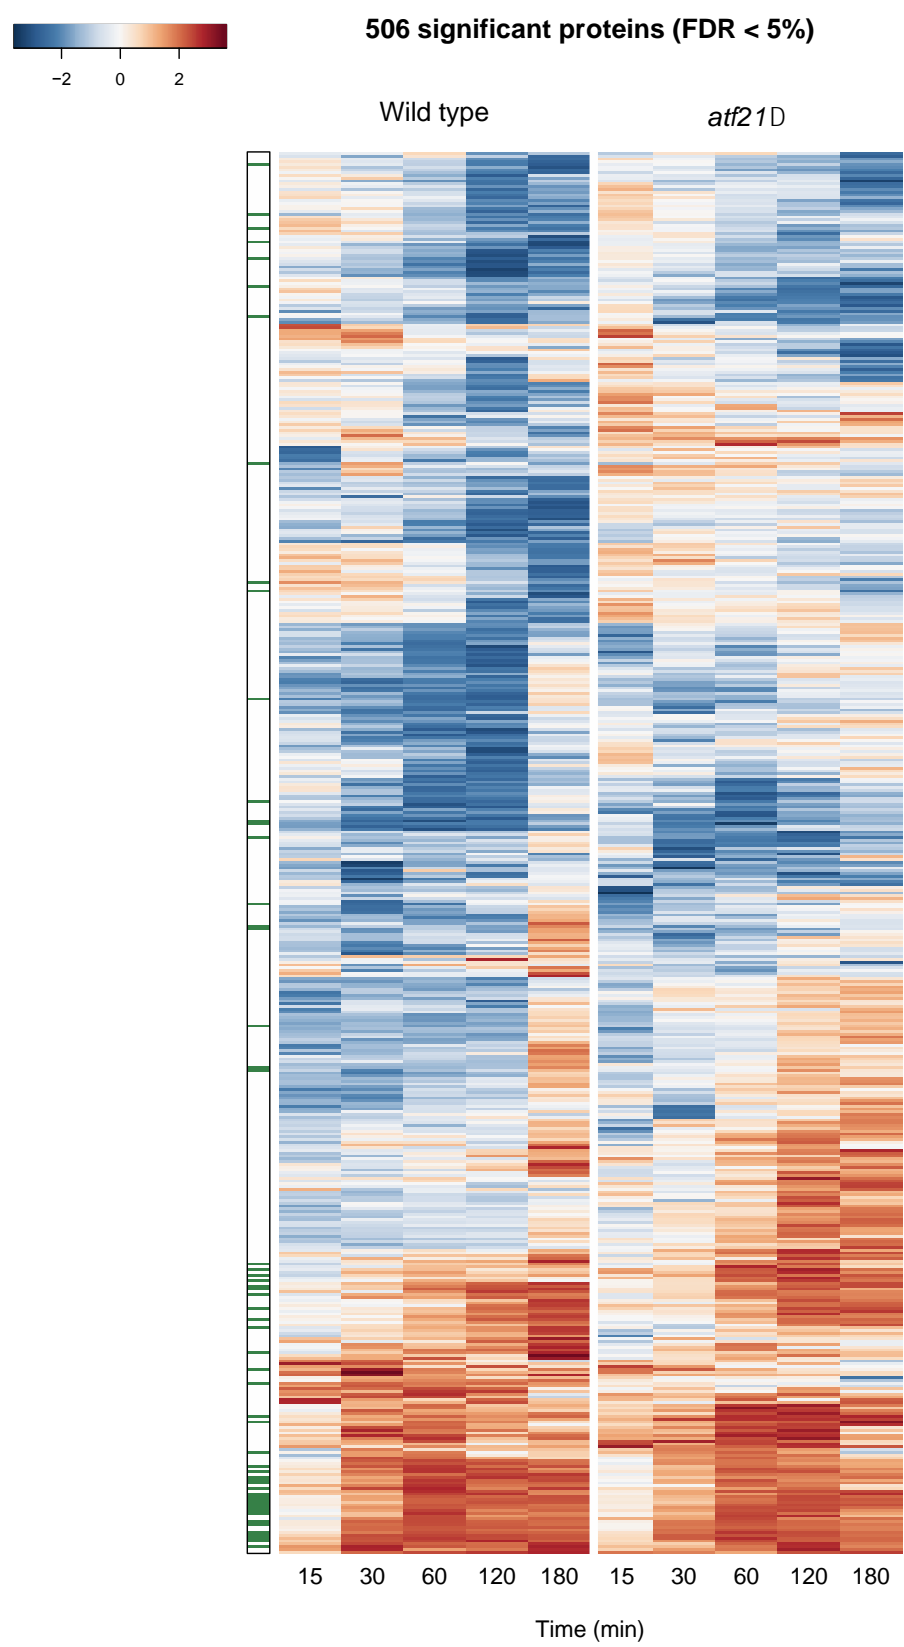 506 significant proteins (FDR < 5%)
−2 0 2
Wild type atf21D
15 30 60 120 180 15 30 60 120 180
Time (min)